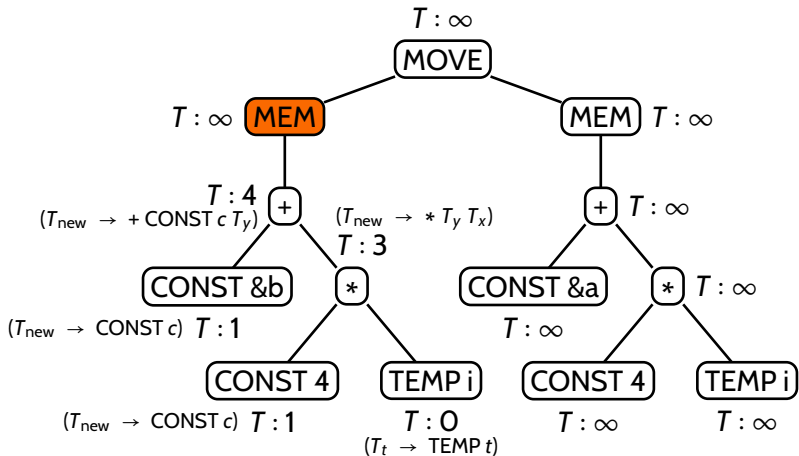 T : ∞
MOVE
T : ∞ MEM MEM T : ∞
T : 4 + + T : ∞
(T_new → + CONST c T_y) (T_new → * T_y T_x)
T : 3
CONST &b * CONST &a * T : ∞
(T_new → CONST c) T : 1 T : ∞
CONST 4 TEMP i CONST 4 TEMP i
(T_new → CONST c) T : 1 T : 0 T : ∞ T : ∞
(T_t → TEMP t)